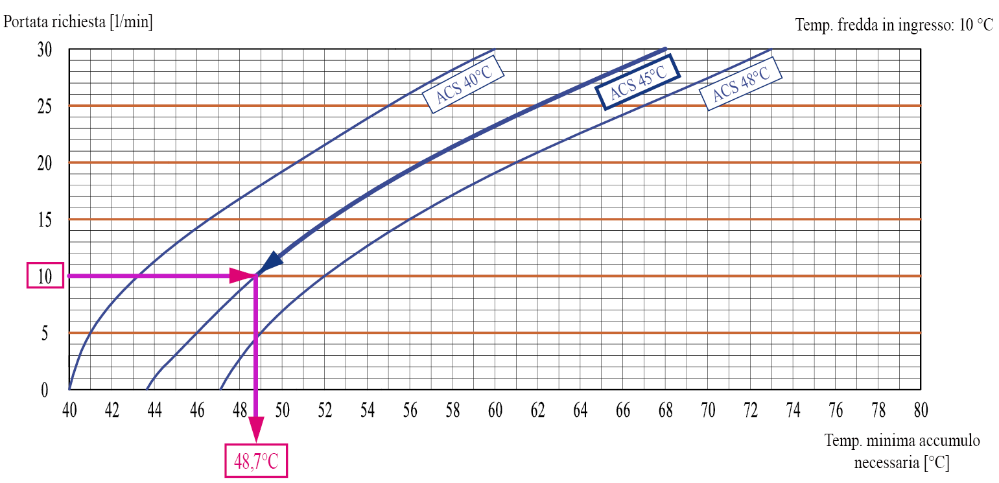 Portata richiesta [l/min]
Temp. fredda in ingresso: 10 °C
30
25
20
15
10
5
0
ACS 40°C
ACS 45°C
ACS 48°C
40 42 44 46 48 50 52 54 56 58 60 62 64 66 68 70 72 74 76 78 80
48,7°C
Temp. minima accumulo
necessaria [°C]